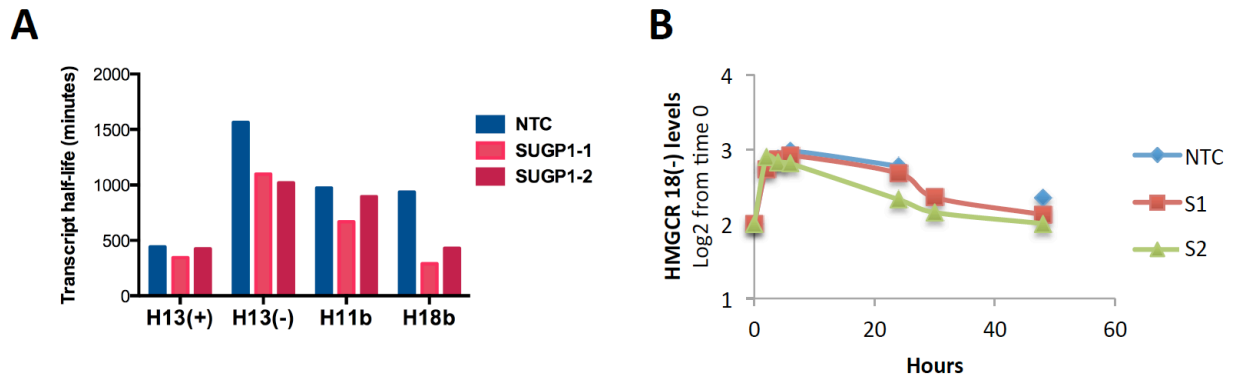 A
Transcript half-life (minutes)
2000
1500
1000
500
0
H13(+) H13(-) H11b H18b
NTC
SUGP1-1
SUGP1-2
B
HMGCR 18(-) levels
Log2 from time 0
4
3
2
1
0 20 40 60
Hours
NTC
S1
S2